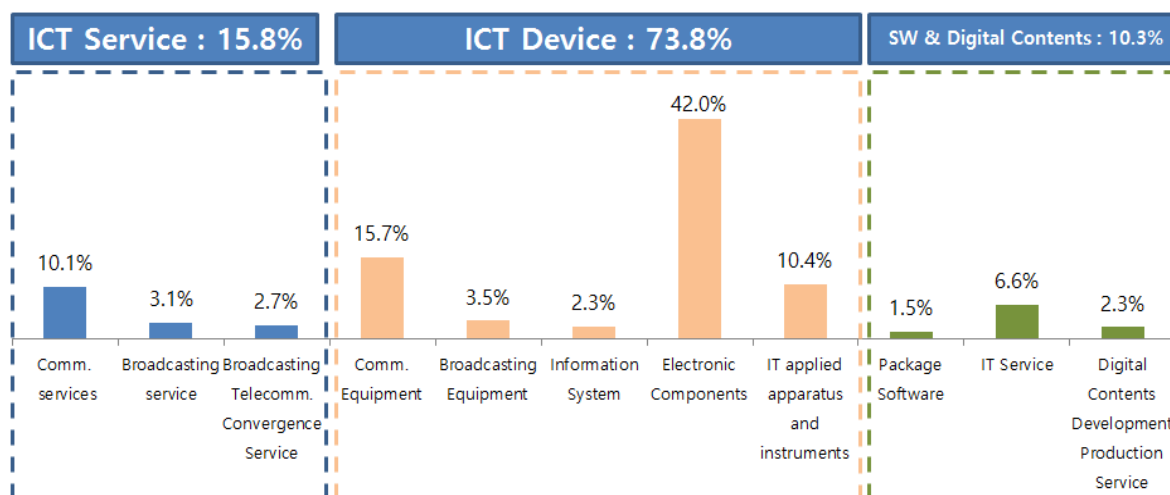 ICT Service : 15.8%
ICT Device : 73.8%
SW & Digital Contents : 10.3%
10.1%
3.1%
2.7%
15.7%
3.5%
2.3%
42.0%
10.4%
1.5%
6.6%
2.3%
Comm.
services
Broadcasting
service
Broadcasting
Telecomm.
Convergence
Service
Comm.
Equipment
Broadcasting
Equipment
Information
System
Electronic
Components
IT applied
apparatus
and
instruments
Package
Software
IT Service
Digital
Contents
Development
Production
Service